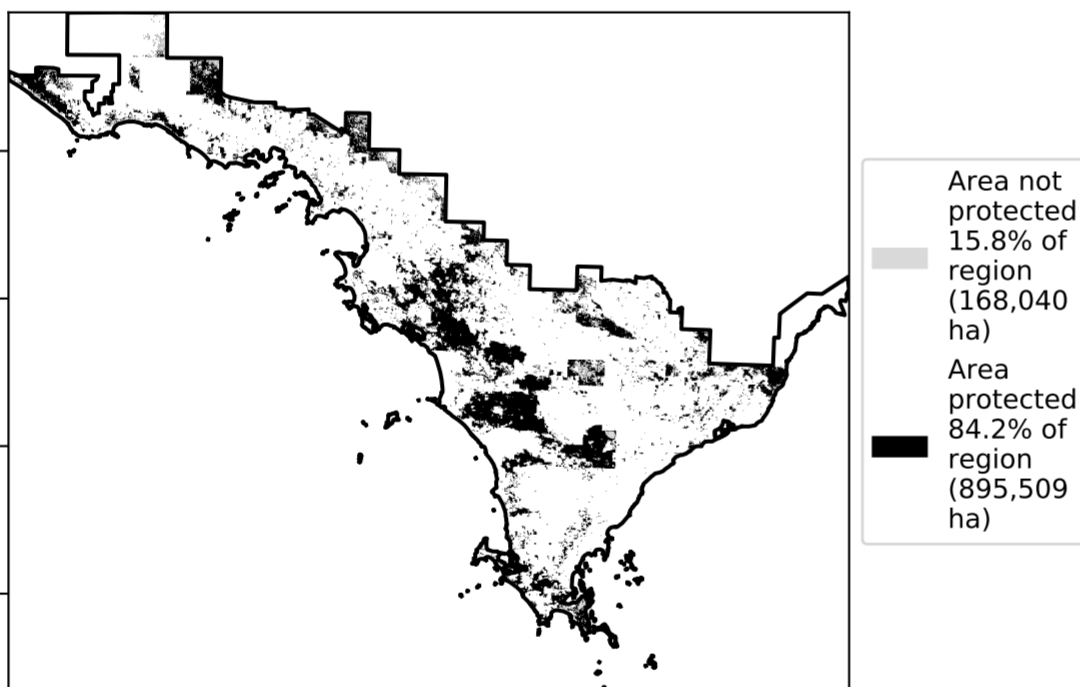 Area not
protected
15.8% of
region
(168,040
ha)
Area
protected
84.2% of
region
(895,509
ha)